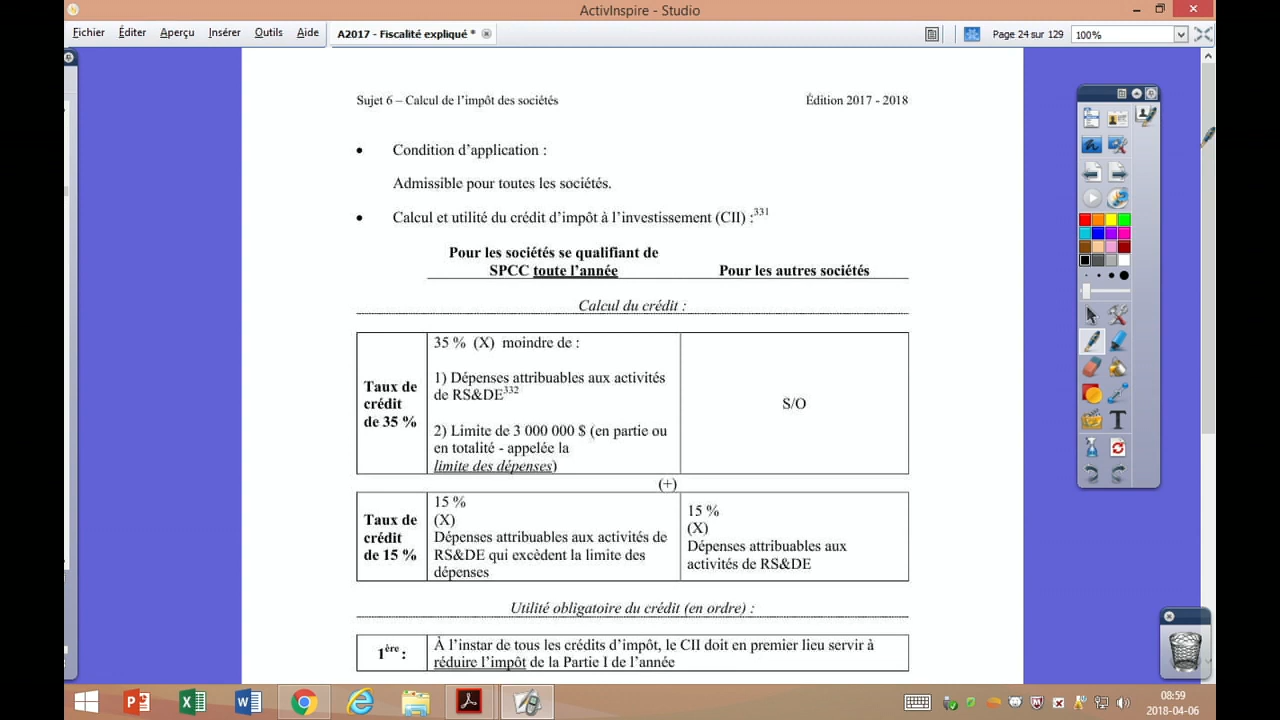 ActivInspire - Studio
Fichier Éditer Aperçu Insérer Outils Aide
A2017 - Fiscalité expliqué *
Page 24 sur 129
100%
Sujet 6 – Calcul de l’impôt des sociétés
Édition 2017 - 2018
• Condition d’application :
Admissible pour toutes les sociétés.
• Calcul et utilité du crédit d’impôt à l’investissement (CII) :331
Pour les sociétés se qualifiant de
SPCC toute l’année
Pour les autres sociétés
Calcul du crédit :
Taux de
crédit
de 35 %
35 % (X) moindre de :
1) Dépenses attribuables aux activités
de RS&DE332
2) Limite de 3 000 000 $ (en partie ou
en totalité - appelée la
limite des dépenses)
S/O
(+)
Taux de
crédit
de 15 %
15 %
(X)
Dépenses attribuables aux activités de
RS&DE qui excèdent la limite des
dépenses
15 %
(X)
Dépenses attribuables aux
activités de RS&DE
Utilité obligatoire du crédit (en ordre) :
1ère :
À l’instar de tous les crédits d’impôt, le CII doit en premier lieu servir à
réduire l’impôt de la Partie I de l’année
08:59
2018-04-06